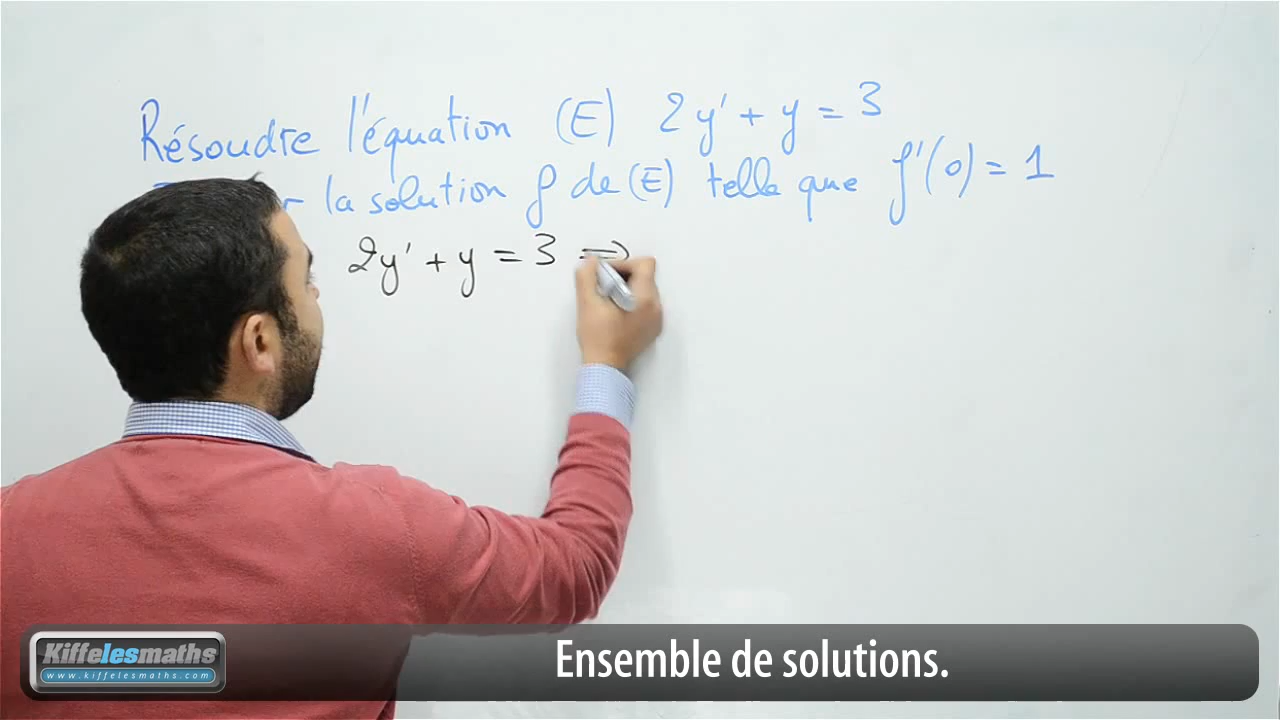 Résoudre l'équation (E) 2y' + y = 3
la solution f de (E) telle que f'(0) = 1
2y' + y = 3 =>
Kiffelesmaths
www.kiffelesmaths.com
Ensemble de solutions.